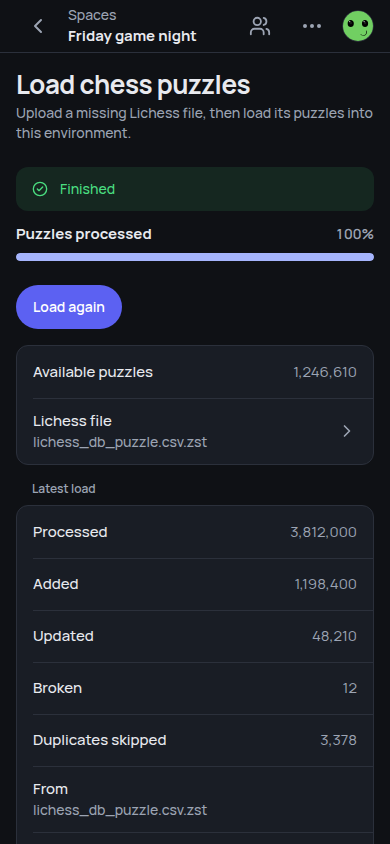 Spaces
Friday game night
Load chess puzzles
Upload a missing Lichess file, then load its puzzles into
this environment.
Finished
Puzzles processed 100%
Load again
Available puzzles 1,246,610
Lichess file
lichess_db_puzzle.csv.zst
Latest load
Processed 3,812,000
Added 1,198,400
Updated 48,210
Broken 12
Duplicates skipped 3,378
From
lichess_db_puzzle.csv.zst